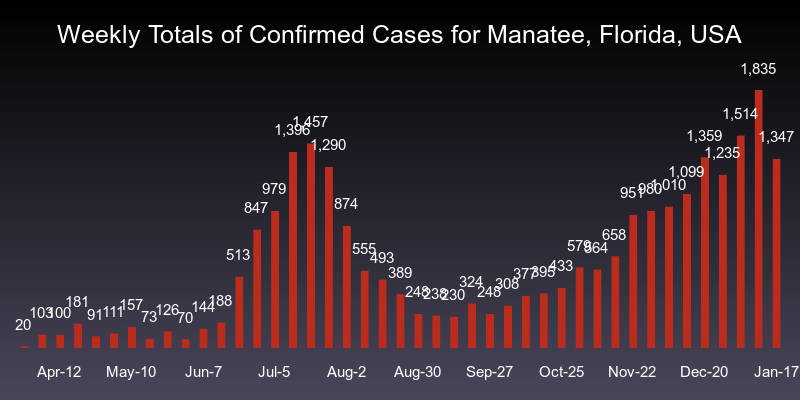 Weekly Totals of Confirmed Cases for Manatee, Florida, USA
20 103 100 181 91 111 157 73 126 70 144 188 513 847 979 1,396 1,457 1,290 874 555 493 389 248 238 230 324 248 308 377 395 433 579 564 658 951 980 1,010 1,099 1,359 1,235 1,514 1,835 1,347
Apr-12 May-10 Jun-7 Jul-5 Aug-2 Aug-30 Sep-27 Oct-25 Nov-22 Dec-20 Jan-17